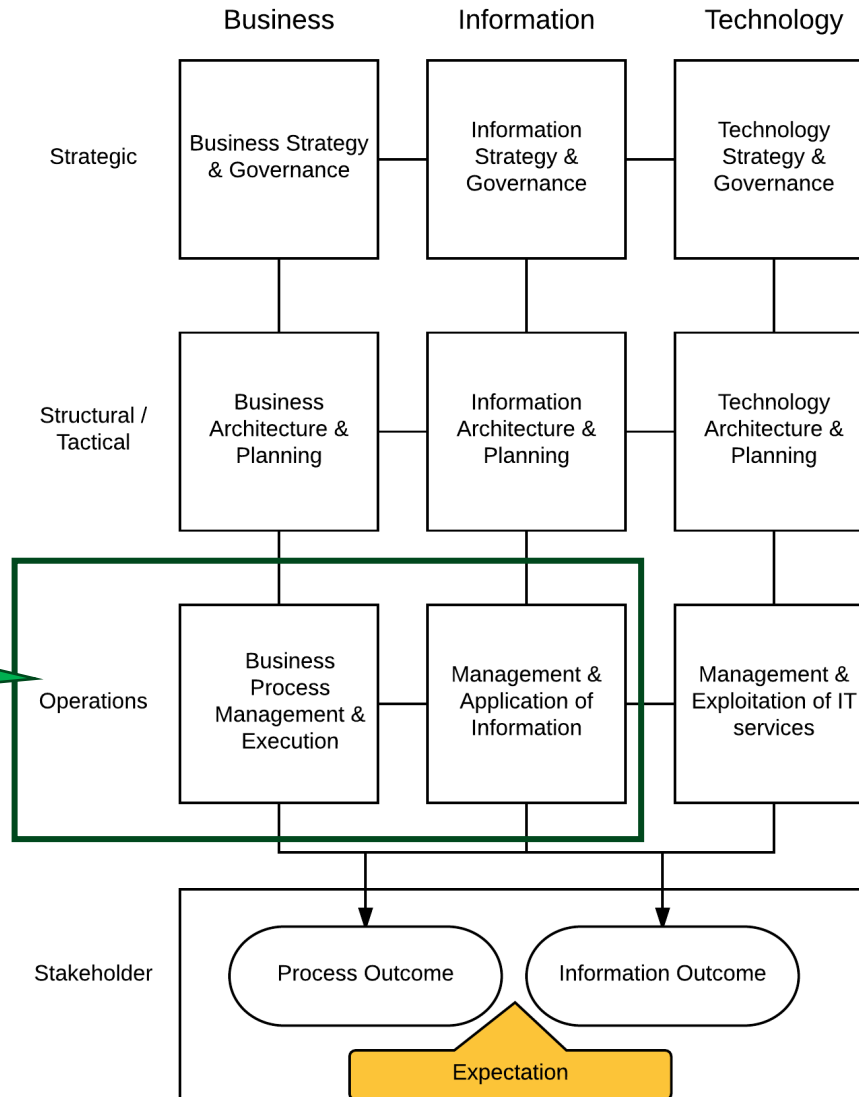 Business Information Technology
Strategic
Business Strategy
& Governance
Information
Strategy &
Governance
Technology
Strategy &
Governance
Structural /
Tactical
Business
Architecture &
Planning
Information
Architecture &
Planning
Technology
Architecture &
Planning
Operations
Business
Process
Management &
Execution
Management &
Application of
Information
Management &
Exploitation of IT
services
Stakeholder
Process Outcome
Information Outcome
Expectation